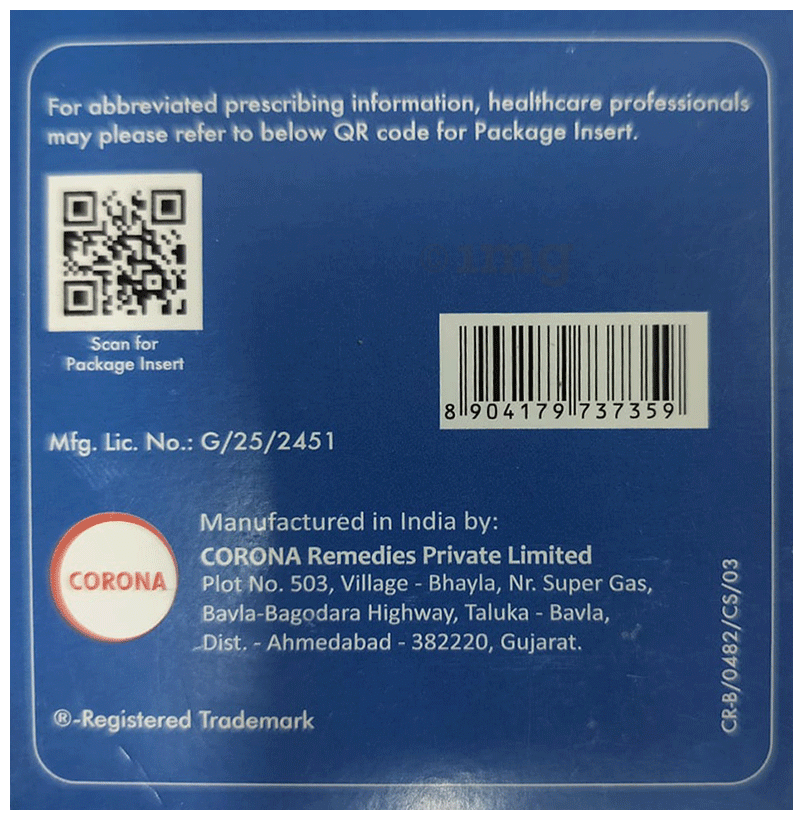 For abbreviated prescribing information, healthcare professionals
may please refer to below QR code for Package Insert.
1mg
Scan for
Package Insert
8904179737359
Mfg. Lic. No.: G/25/2451
CORONA
Manufactured in India by:
CORONA Remedies Private Limited
Plot No. 503, Village - Bhayla, Nr. Super Gas,
Bavla-Bagodara Highway, Taluka - Bavla,
Dist. - Ahmedabad - 382220, Gujarat.
®-Registered Trademark
CR-B/0482/CS/03